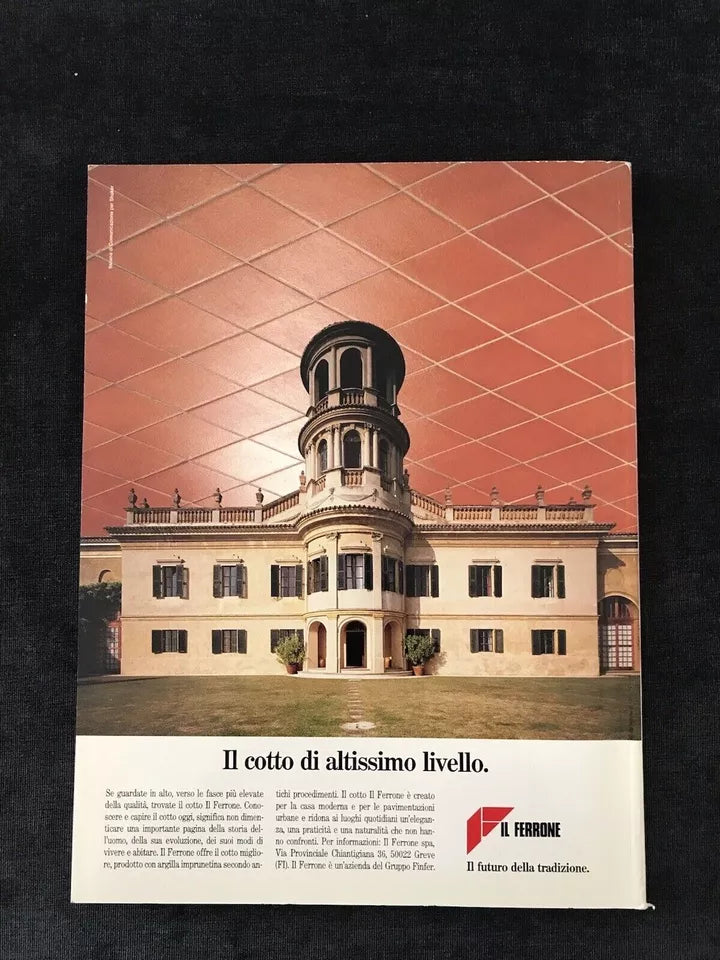 Il cotto di altissimo livello.
Se guardate in alto, verso le fasce più elevate
della qualità, trovate il cotto Il Ferrone. Cono-
scere e capire il cotto oggi, significa non dimen-
ticare una importante pagina della storia del-
l'uomo, della sua evoluzione, dei suoi modi di
vivere e abitare. Il Ferrone offre il cotto miglio-
re, prodotto con argilla imprunetina secondo an-
tichi procedimenti. Il cotto Il Ferrone è creato
per la casa moderna e per le pavimentazioni
urbane e ridona ai luoghi quotidiani un'elegan-
za, una praticità e una naturalità che non han-
no confronti. Per informazioni: Il Ferrone spa,
Via Provinciale Chiantigiana 36, 50022 Greve
(FI). Il Ferrone è un'azienda del Gruppo Finfer.
IL FERRONE
Il futuro della tradizione.